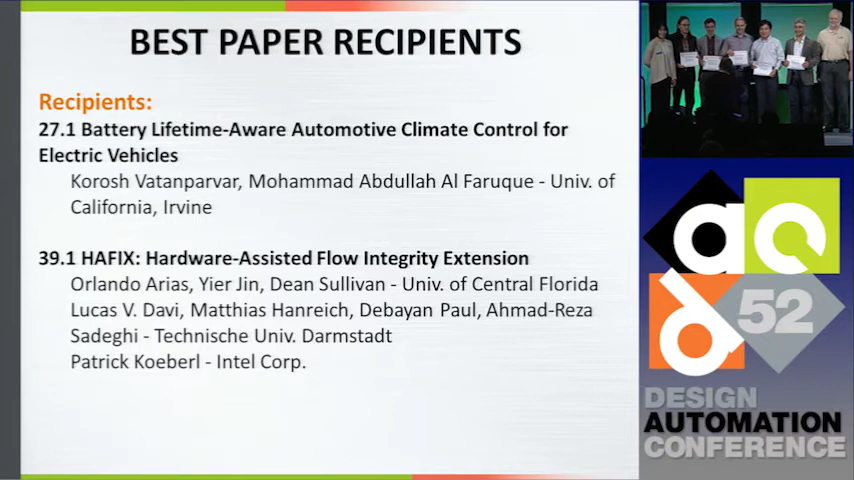 BEST PAPER RECIPIENTS
Recipients:
27.1 Battery Lifetime-Aware Automotive Climate Control for
Electric Vehicles
Korosh Vatanparvar, Mohammad Abdullah Al Faruque - Univ. of
California, Irvine
39.1 HAFIX: Hardware-Assisted Flow Integrity Extension
Orlando Arias, Yier Jin, Dean Sullivan - Univ. of Central Florida
Lucas V. Davi, Matthias Hanreich, Debayan Paul, Ahmad-Reza
Sadeghi - Technische Univ. Darmstadt
Patrick Koeberl - Intel Corp.
dac
52
DESIGN
AUTOMATION
CONFERENCE